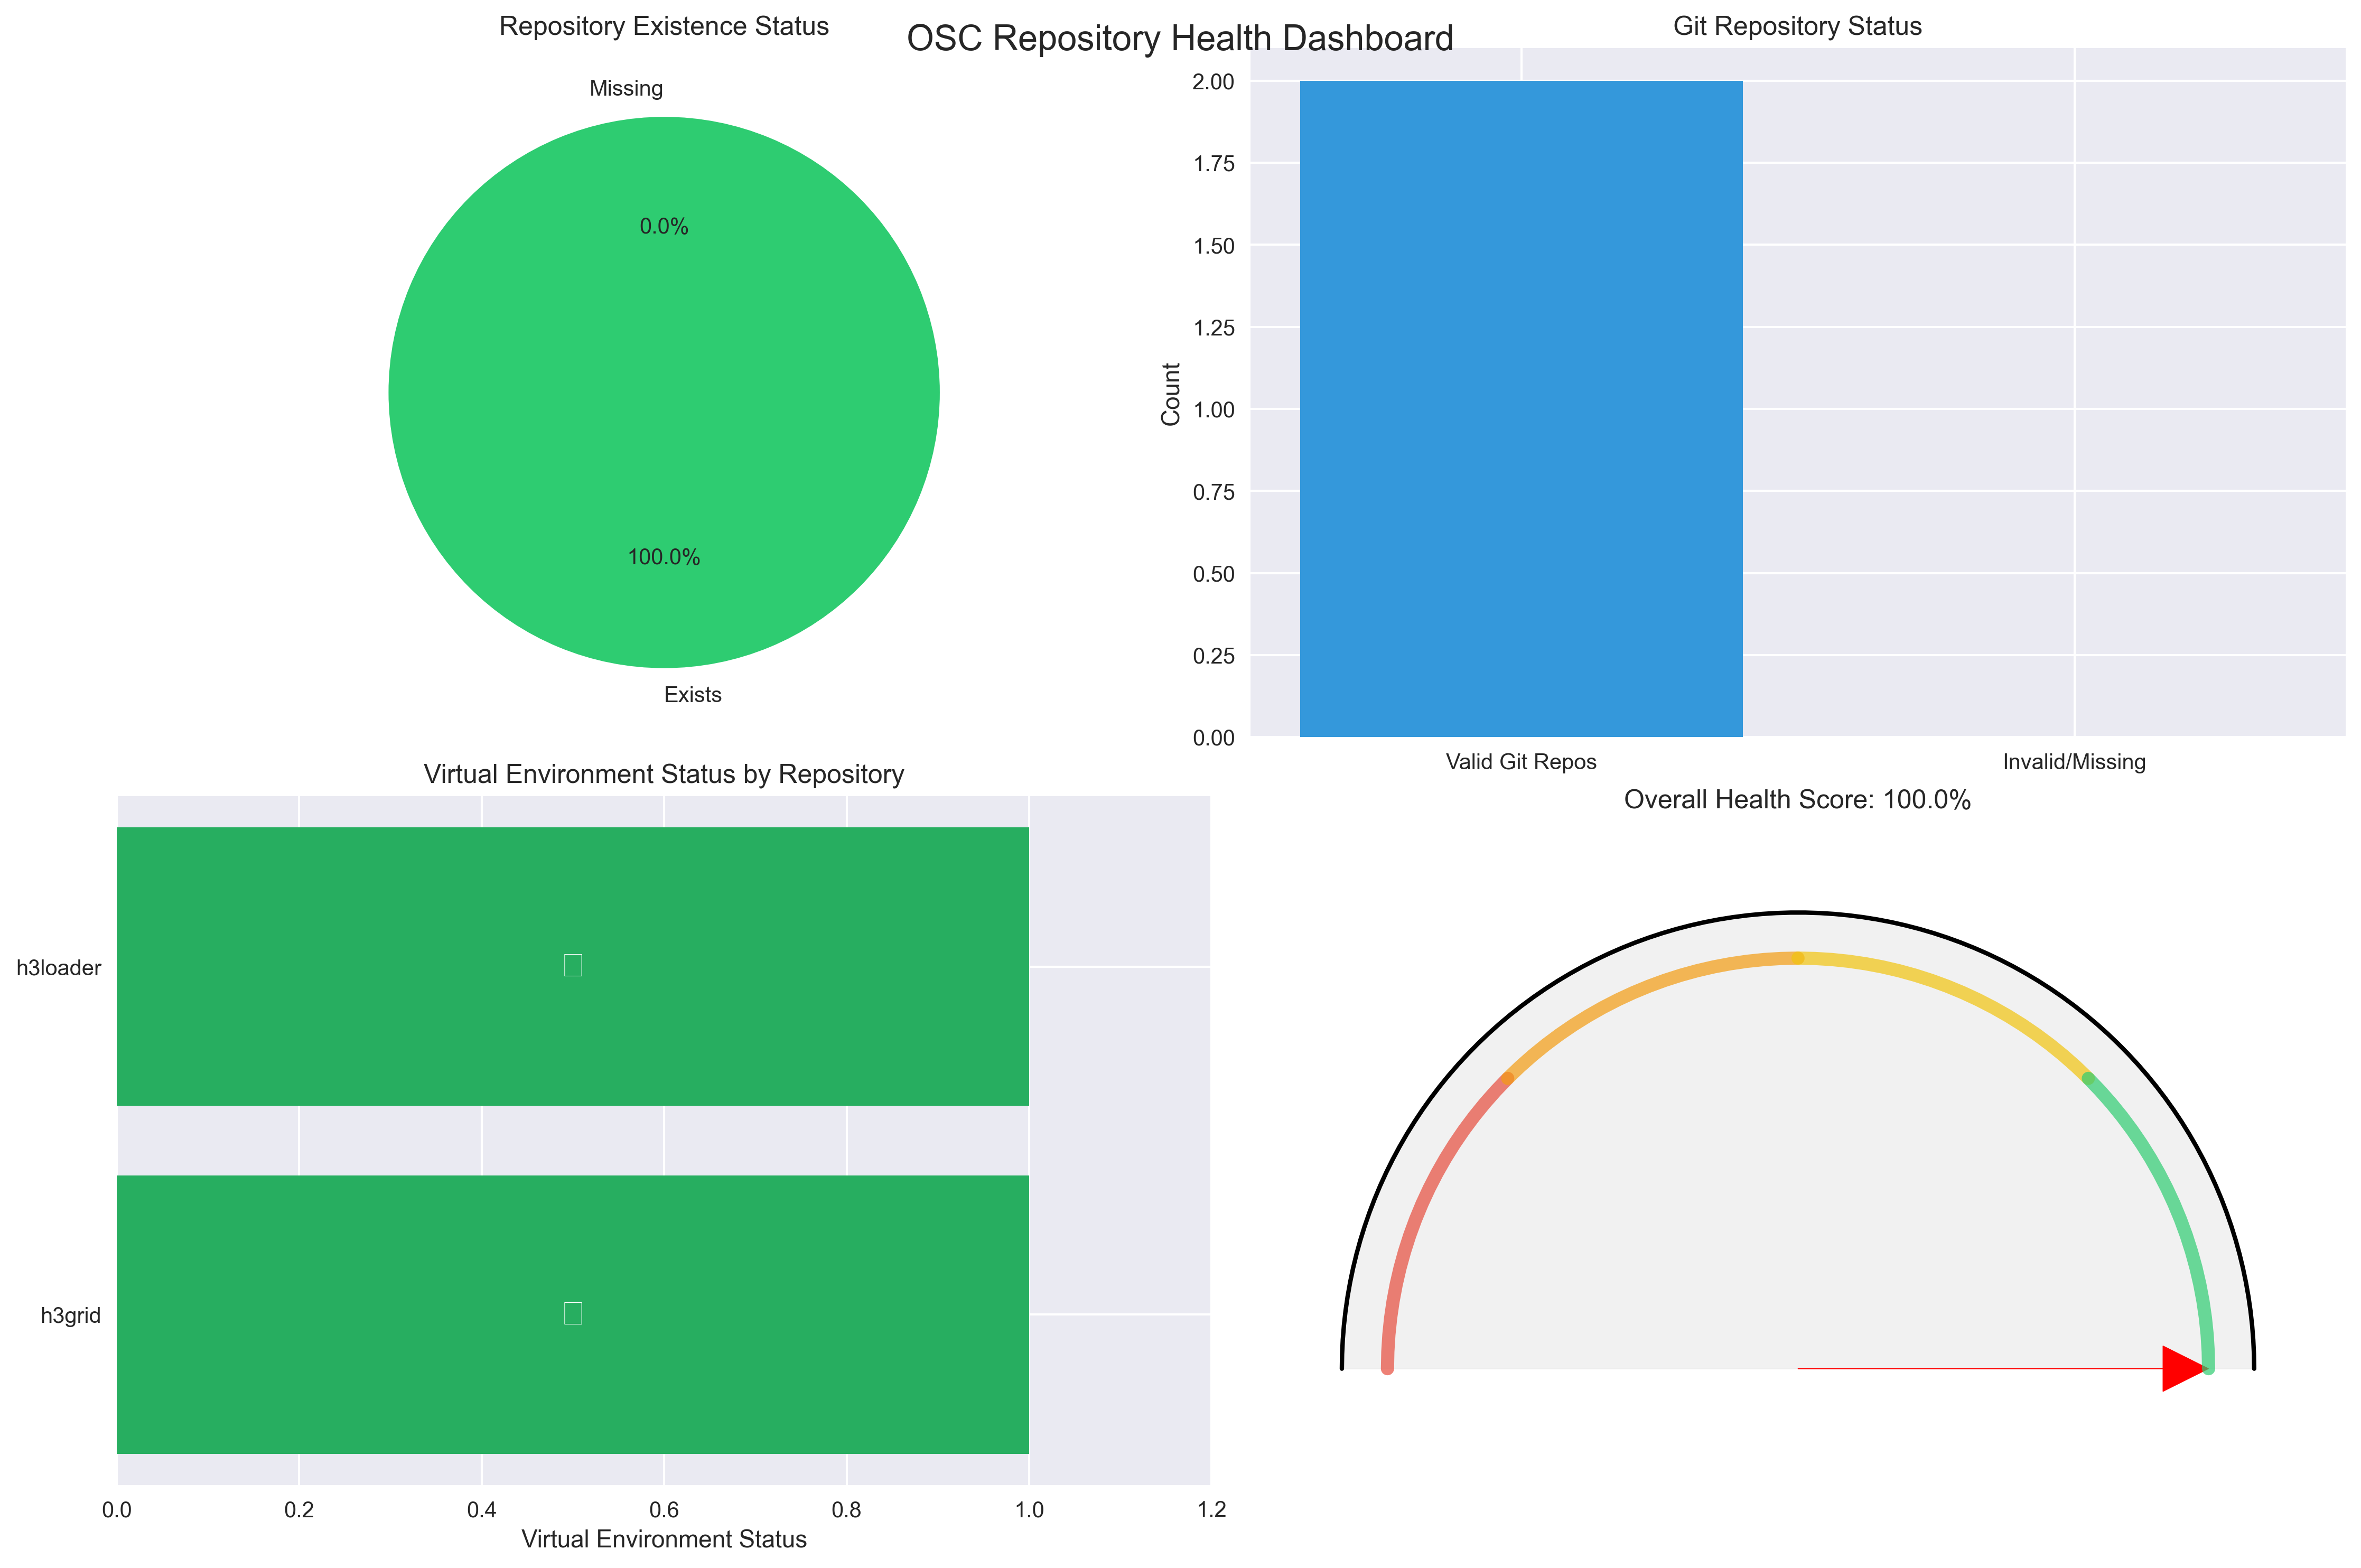 OSC Repository Health Dashboard
Repository Existence Status
Missing
0.0%
100.0%
Exists
Git Repository Status
2.00
1.75
1.50
1.25
1.00
0.75
0.50
0.25
0.00
Count
Valid Git Repos
Invalid/Missing
Virtual Environment Status by Repository
h3loader
h3grid
0.0
0.2
0.4
0.6
0.8
1.0
1.2
Virtual Environment Status
Overall Health Score: 100.0%